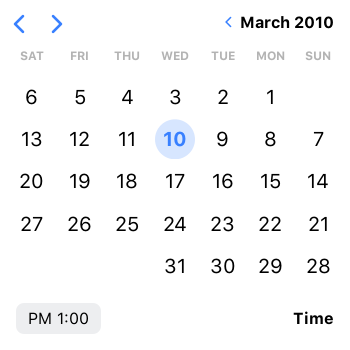 March 2010
SAT FRI THU WED TUE MON SUN
6 5 4 3 2 1
13 12 11 10 9 8 7
20 19 18 17 16 15 14
27 26 25 24 23 22 21
31 30 29 28
PM 1:00 Time